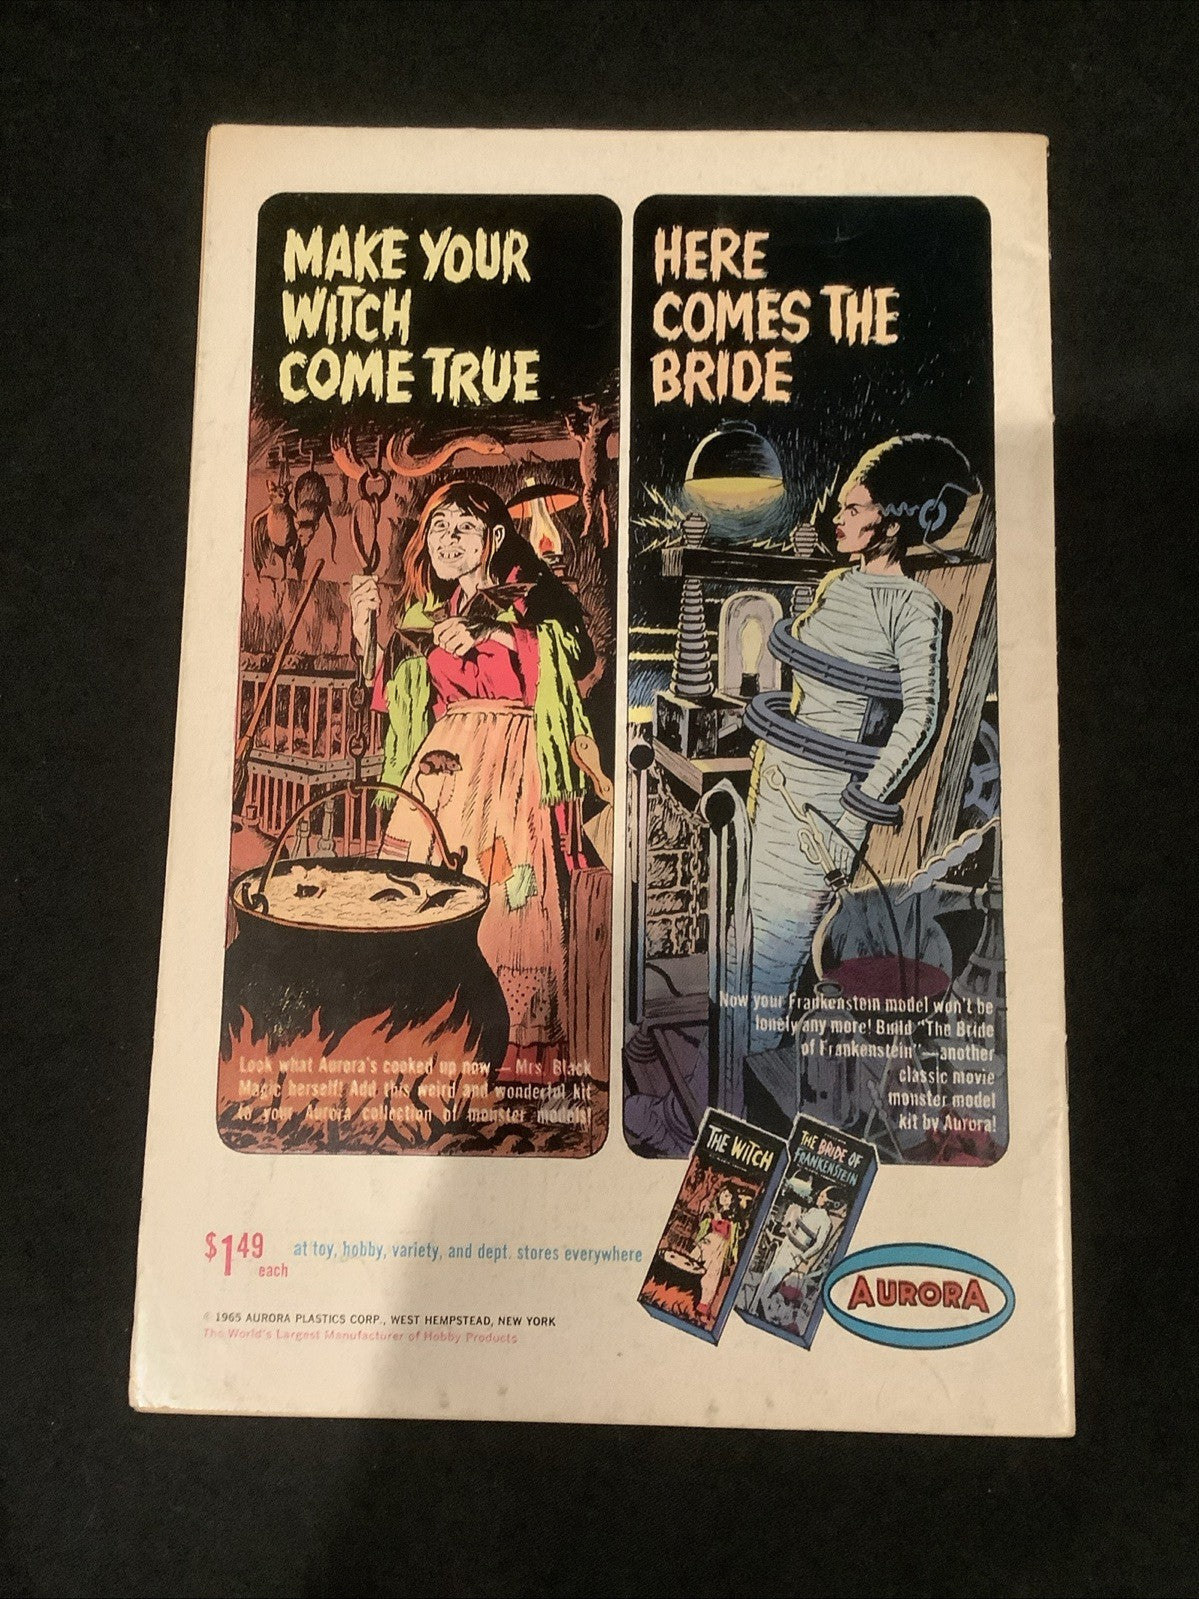 MAKE YOUR
WITCH
COME TRUE
Look what Aurora's cooked up now — Mrs. Black
Magic herself! Add this weird and wonderful kit
to your Aurora collection of monster models!
HERE
COMES THE
BRIDE
Now your Frankenstein model won't be
lonely any more! Build "The Bride
of Frankenstein"—another
classic movie
monster model
kit by Aurora!
THE WITCH
THE BRIDE OF
FRANKENSTEIN
$1 49 each
at toy, hobby, variety, and dept. stores everywhere
AURORA
© 1965 AURORA PLASTICS CORP., WEST HEMPSTEAD, NEW YORK
The World's Largest Manufacturer of Hobby Products